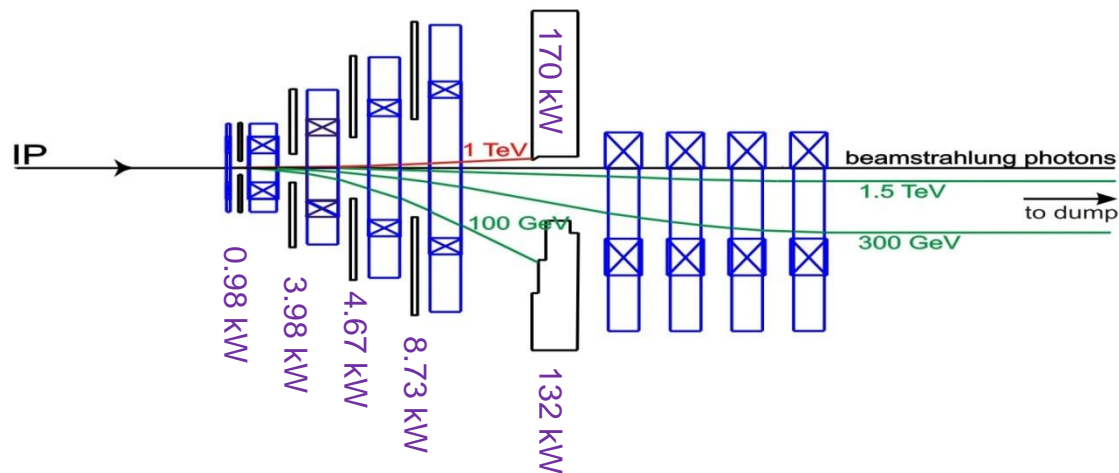 170 kW
IP
1 TeV
beamstrahlung photons
1.5 TeV
to dump
100 GeV
300 GeV
0.98 kW
3.98 kW
4.67 kW
8.73 kW
132 kW